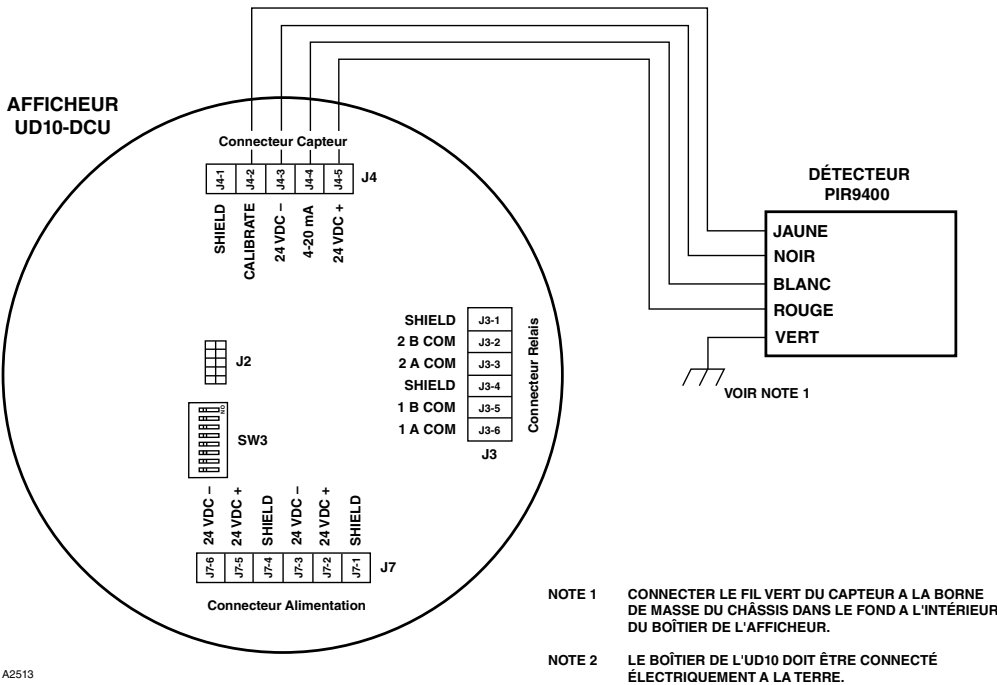 AFFICHEUR
UD10-DCU
Connecteur Capteur
J4-1 J4-2 J4-3 J4-4 J4-5 J4
SHIELD
CALIBRATE
24 VDC –
4-20 mA
24 VDC +
DÉTECTEUR
PIR9400
JAUNE
NOIR
BLANC
ROUGE
VERT
VOIR NOTE 1
SHIELD J3-1
2 B COM J3-2
2 A COM J3-3
SHIELD J3-4
1 B COM J3-5
1 A COM J3-6
J3
Connecteur Relais
J2
ON
SW3
24 VDC –
24 VDC +
SHIELD
24 VDC –
24 VDC +
SHIELD
J7-6 J7-5 J7-4 J7-3 J7-2 J7-1 J7
Connecteur Alimentation
NOTE 1 CONNECTER LE FIL VERT DU CAPTEUR A LA BORNE
DE MASSE DU CHÂSSIS DANS LE FOND A L'INTÉRIEUR
DU BOÎTIER DE L'AFFICHEUR.
NOTE 2 LE BOÎTIER DE L'UD10 DOIT ÊTRE CONNECTÉ
ÉLECTRIQUEMENT A LA TERRE.
A2513